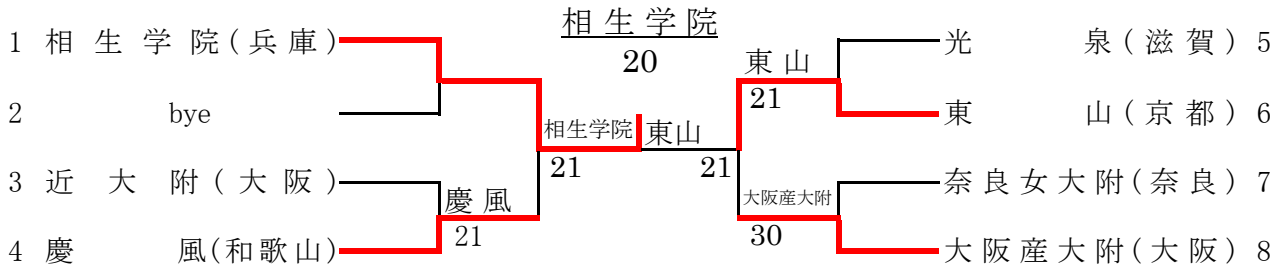 相生学院
20
1 相生学院(兵庫)
2 bye
3 近大附(大阪)
4 慶風(和歌山)
慶風
21
相生学院
21
東山
21
東山
21
大阪産大附
30
光泉(滋賀) 5
東山(京都) 6
奈良女大附(奈良) 7
大阪産大附(大阪) 8